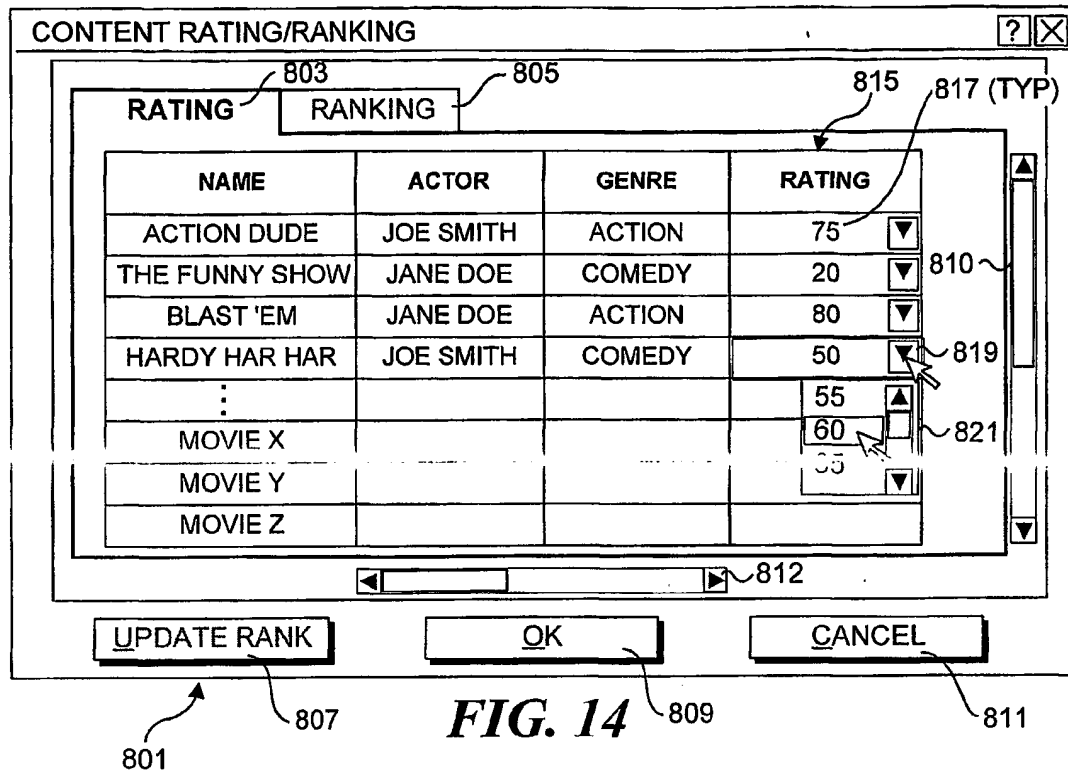 CONTENT RATING/RANKING ?
803
805
RATING RANKING
815
817 (TYP)
NAME ACTOR GENRE RATING
ACTION DUDE JOE SMITH ACTION 75
THE FUNNY SHOW JANE DOE COMEDY 20
810
BLAST 'EM JANE DOE ACTION 80
HARDY HAR HAR JOE SMITH COMEDY 50
819
55
MOVIE X 60
821
MOVIE Y
MOVIE Z
812
UPDATE RANK OK CANCEL
801
807
FIG. 14
809
811